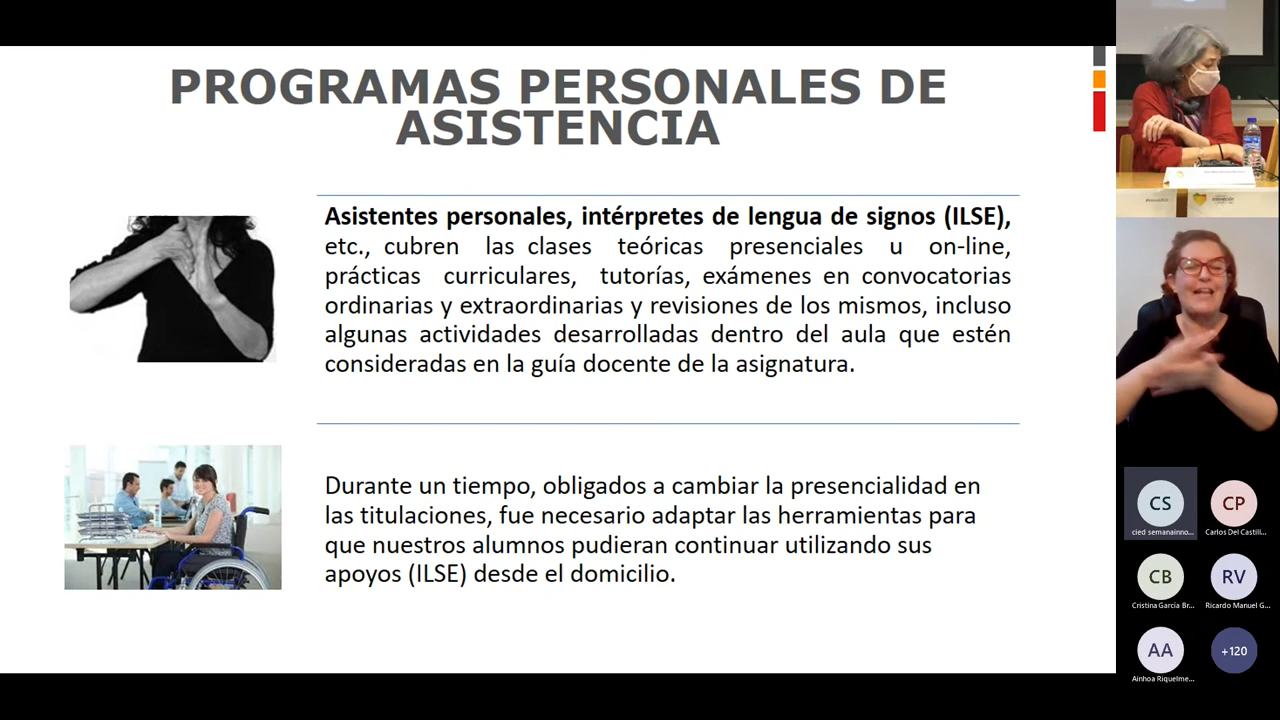 PROGRAMAS PERSONALES DE
ASISTENCIA
Asistentes personales, intérpretes de lengua de signos (ILSE),
etc., cubren las clases teóricas presenciales u on-line,
prácticas curriculares, tutorías, exámenes en convocatorias
ordinarias y extraordinarias y revisiones de los mismos, incluso
algunas actividades desarrolladas dentro del aula que estén
consideradas en la guía docente de la asignatura.
Durante un tiempo, obligados a cambiar la presencialidad en
las titulaciones, fue necesario adaptar las herramientas para
que nuestros alumnos pudieran continuar utilizando sus
apoyos (ILSE) desde el domicilio.
CS
cied semanainno...
CP
Carlos Del Castill...
CB
Cristina García Br...
RV
Ricardo Manuel G...
AA
Ainhoa Riquelme...
+120